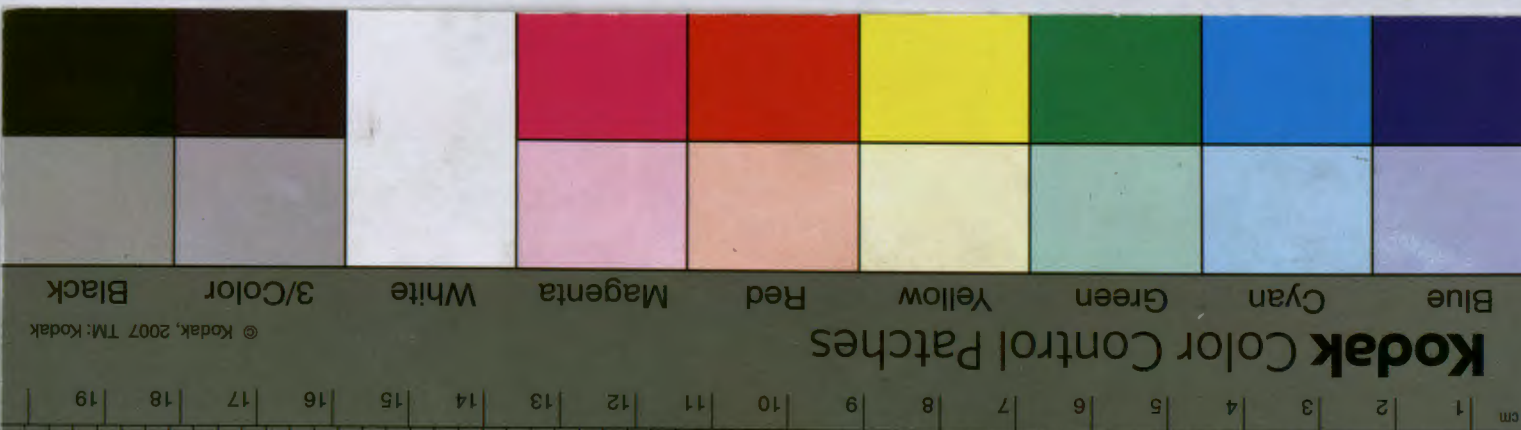 Kodak Color Control Patches
© Kodak, 2007 TM: Kodak
Blue Cyan Green Yellow Red Magenta White 3/Color Black
cm 1 2 3 4 5 6 7 8 9 10 11 12 13 14 15 16 17 18 19